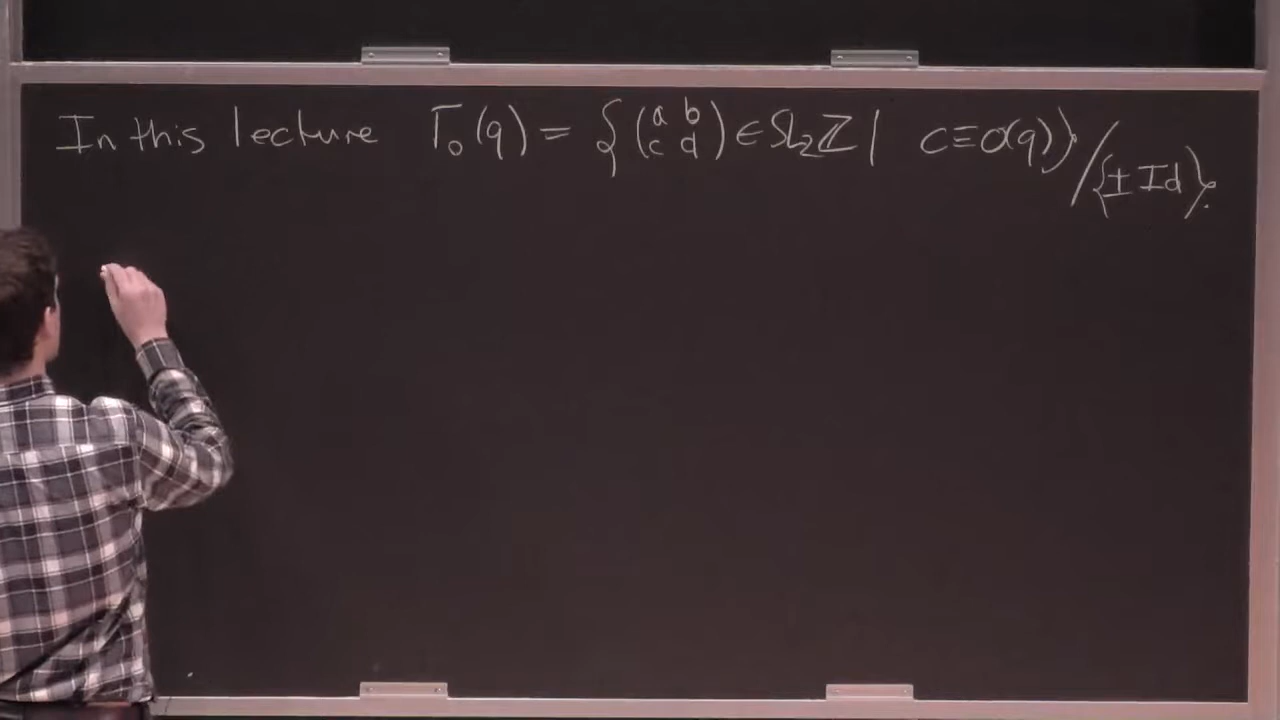 In this lecture Γ₀(q) = {(a b c d) ∈ SL₂ℤ | c≡0(q)}/{± Id}.